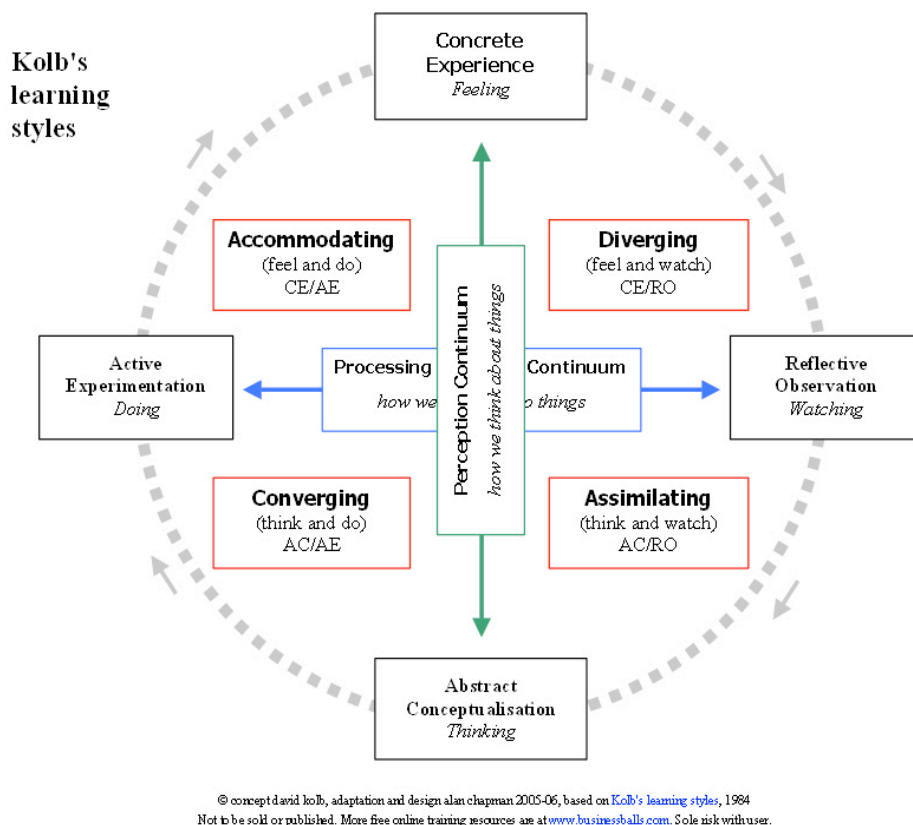 Kolb's
learning
styles
Concrete
Experience
Feeling
Accommodating
(feel and do)
CE/AE
Diverging
(feel and watch)
CE/RO
Active
Experimentation
Doing
Processing Continuum
how we things
Perception Continuum
how we think about things
Reflective
Observation
Watching
Converging
(think and do)
AC/AE
Assimilating
(think and watch)
AC/RO
Abstract
Conceptualisation
Thinking
© concept david kolb, adaptation and design alan chapman 2005-06, based on Kolb's learning styles, 1984
Not to be sold or published. More free online training resources are at www.businessballs.com. Sole risk with user.